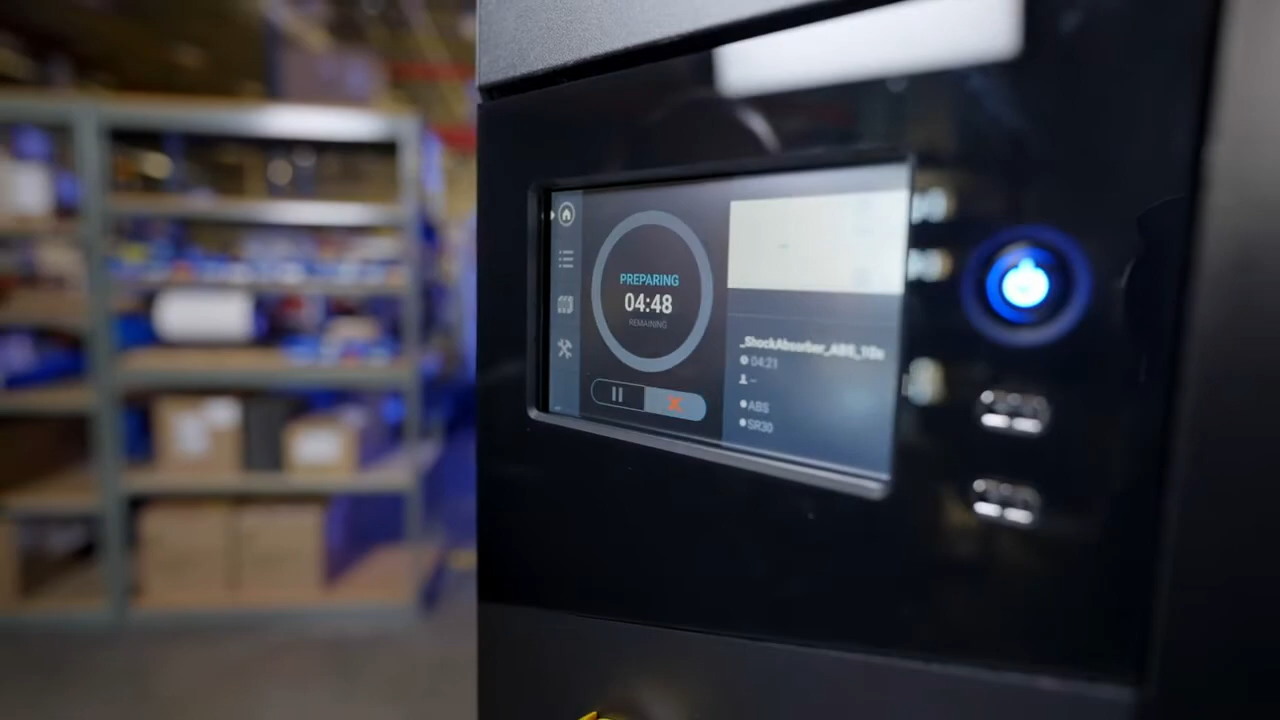 PREPARING
04:48
REMAINING
_ShockAbsorber_ABS_
04:21
--
ABS
SR30